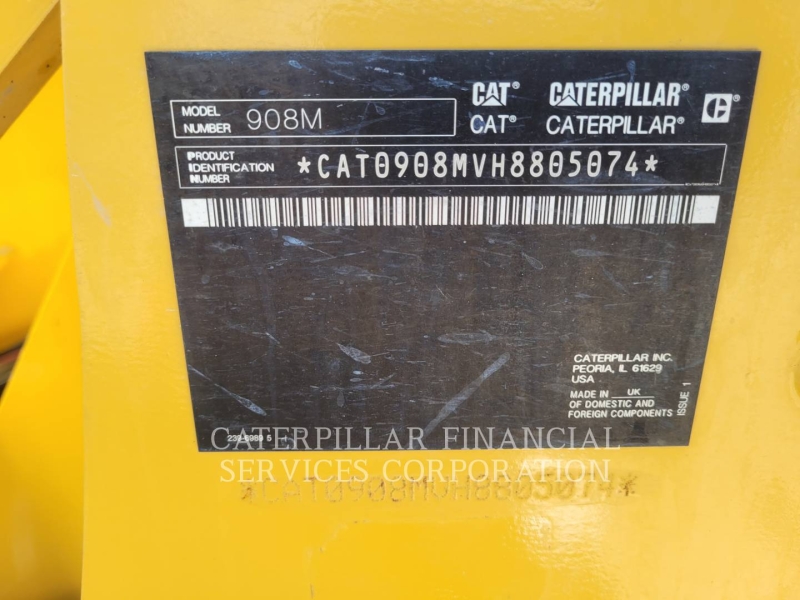 CAT® CATERPILLAR®
CAT® CATERPILLAR®
MODEL NUMBER 908M
PRODUCT IDENTIFICATION NUMBER *CAT0908MVH8805074*
CATERPILLAR INC.
PEORIA, IL 61629
USA
MADE IN UK
OF DOMESTIC AND
FOREIGN COMPONENTS
ISSUE 1
CATERPILLAR FINANCIAL
SERVICES CORPORATION
*CAT0908MVH8805074*